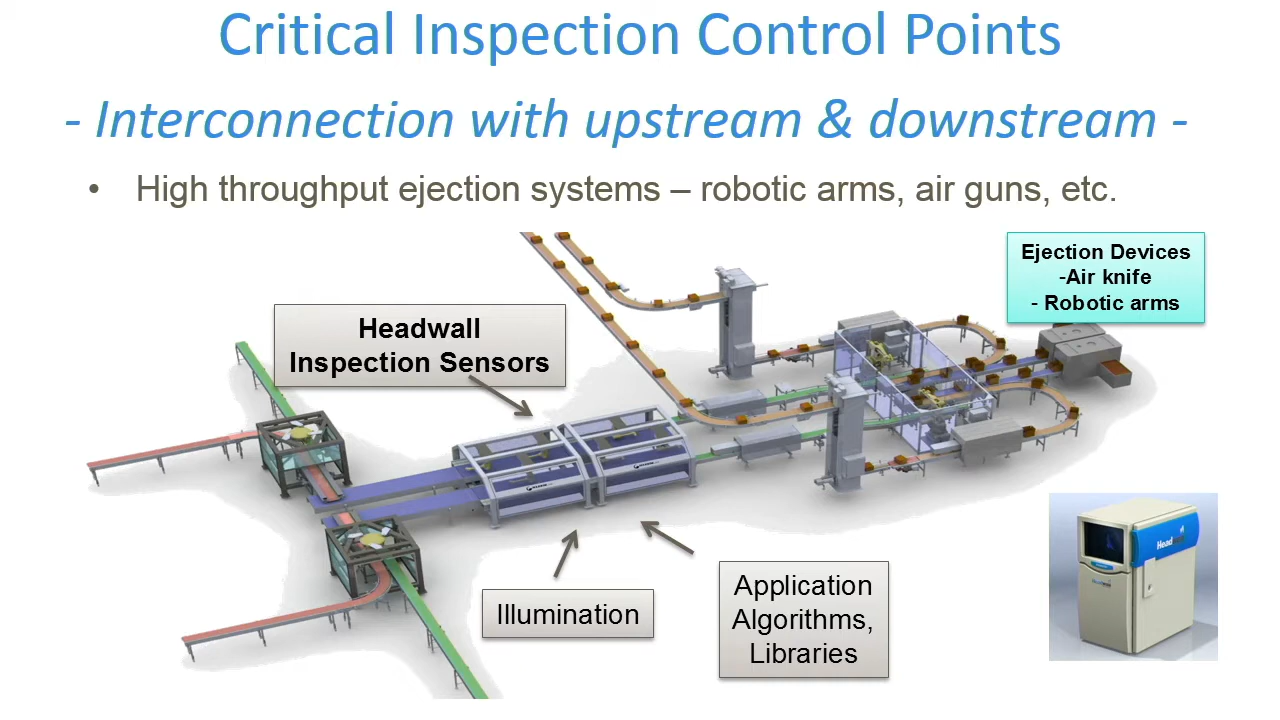 Critical Inspection Control Points
- Interconnection with upstream & downstream -
• High throughput ejection systems – robotic arms, air guns, etc.
Ejection Devices
-Air knife
- Robotic arms
Headwall
Inspection Sensors
Illumination
Application
Algorithms,
Libraries